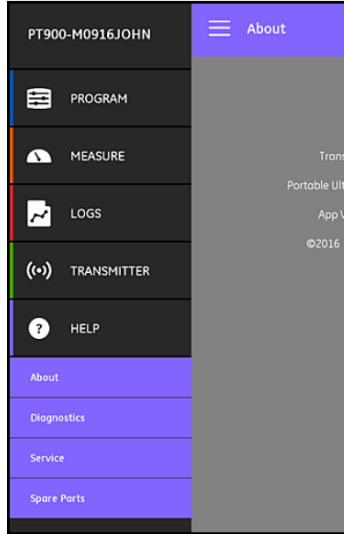 PT900-M0916JOHN
About
PROGRAM
MEASURE
LOGS
TRANSMITTER
? HELP
About
Diagnostics
Service
Spare Parts
Trans
Portable Ult
App V
©2016